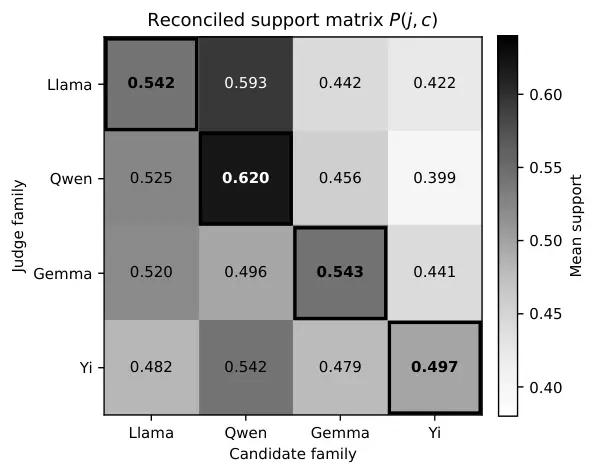 Reconciled support matrix P(j, c)
Judge family
Llama 0.542 0.593 0.442 0.422
Qwen 0.525 0.620 0.456 0.399
Gemma 0.520 0.496 0.543 0.441
Yi 0.482 0.542 0.479 0.497
Llama Qwen Gemma Yi
Candidate family
0.60
0.55
0.50
0.45
0.40
Mean support